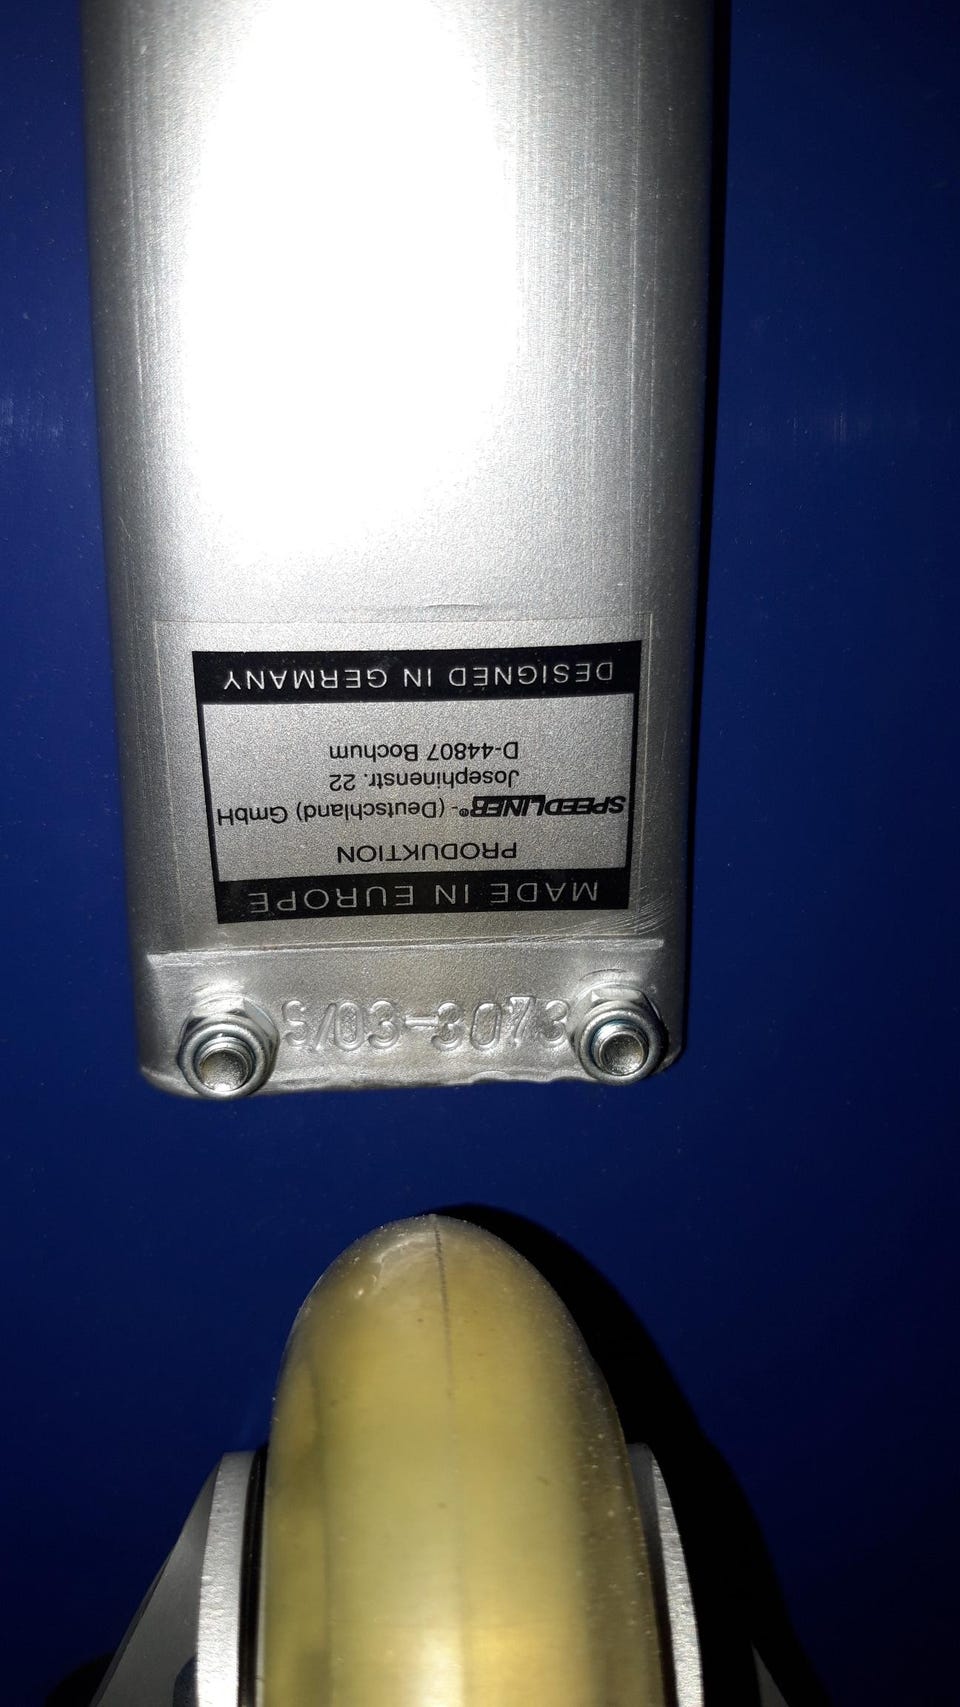 MADE IN EUROPE
PRODUKTION
SPEEDLINER® - (Deutschland) GmbH
Josephinenstr. 22
D-44807 Bochum
DESIGNED IN GERMANY
S/03-3073